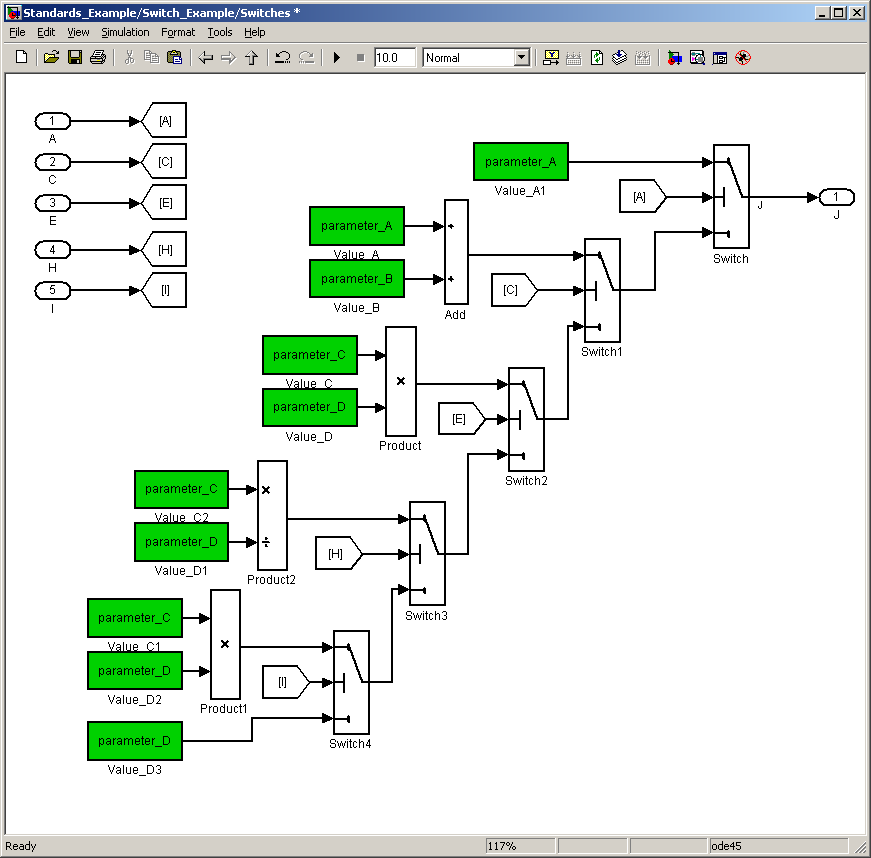 Standards_Example/Switch_Example/Switches *
File Edit View Simulation Format Tools Help
10.0 Normal
1
A
[A]
2
C
[C]
3
E
[E]
4
H
[H]
5
I
[I]
parameter_A
Value_A1
[A]
Switch
J
1
J
parameter_A
Value_A
parameter_B
Value_B
+
+
Add
[C]
Switch1
parameter_C
Value_C
parameter_D
Value_D
×
Product
[E]
Switch2
parameter_C
Value_C2
parameter_D
Value_D1
×
÷
Product2
[H]
Switch3
parameter_C
Value_C1
parameter_D
Value_D2
×
Product1
[I]
parameter_D
Value_D3
Switch4
Ready 117% ode45